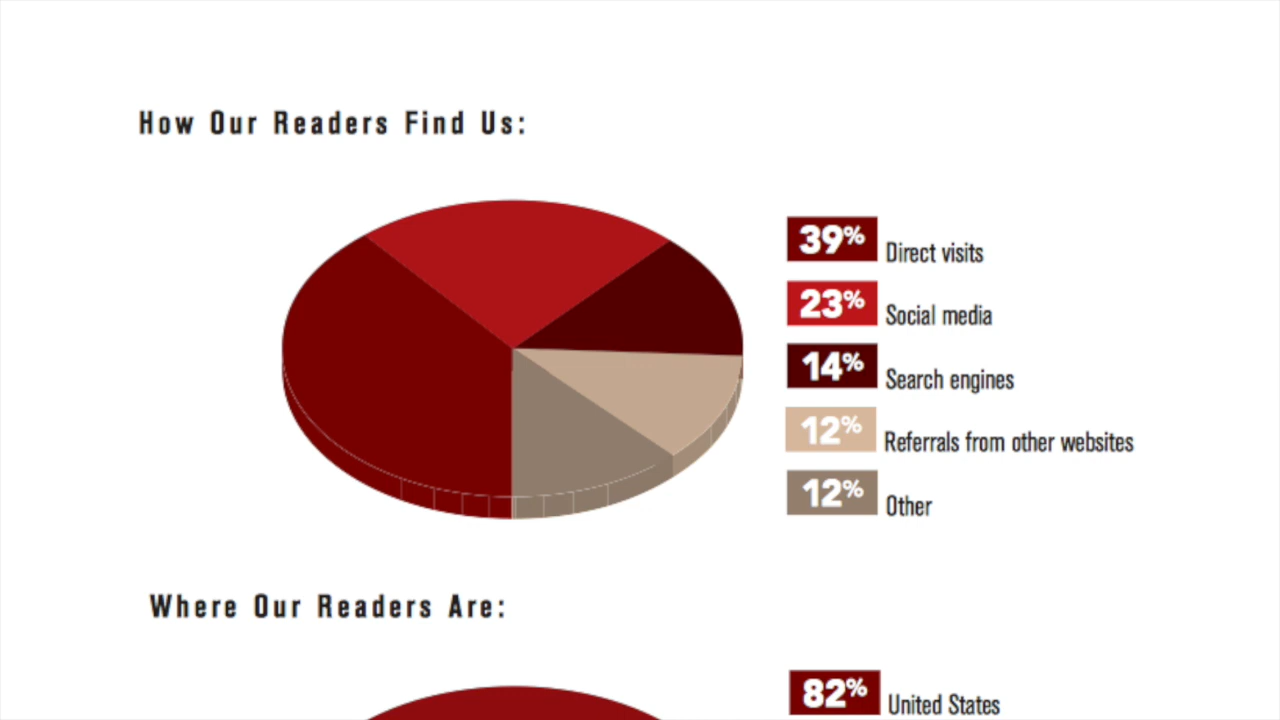 How Our Readers Find Us:
39% Direct visits
23% Social media
14% Search engines
12% Referrals from other websites
12% Other
Where Our Readers Are:
82% United States